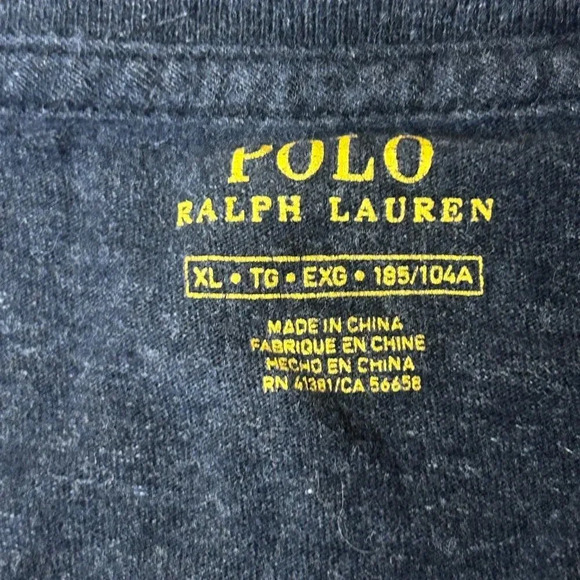 POLO
RALPH LAUREN
XL • TG • EXG • 185/104A
MADE IN CHINA
FABRIQUE EN CHINE
HECHO EN CHINA
RN 41381/CA 56658